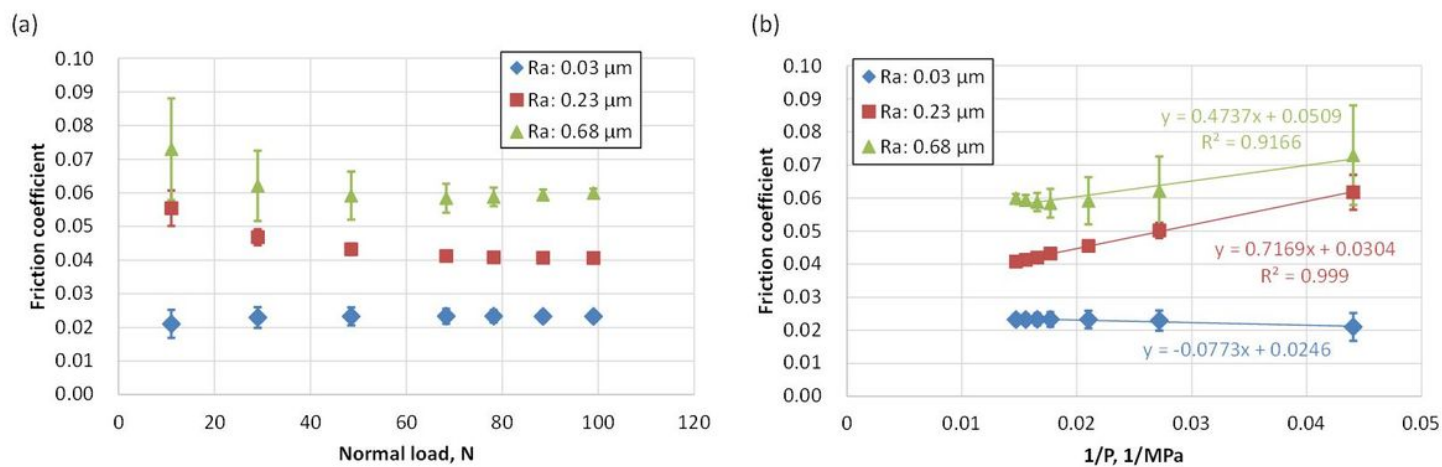 (a)
Ra: 0.03 µm
Ra: 0.23 µm
Ra: 0.68 µm
0.10
0.09
0.08
0.07
0.06
0.05
0.04
0.03
0.02
0.01
0.00
Friction coefficient
0 20 40 60 80 100 120
Normal load, N
(b)
Ra: 0.03 µm
Ra: 0.23 µm
Ra: 0.68 µm
0.10
0.09
0.08
0.07
0.06
0.05
0.04
0.03
0.02
0.01
0.00
Friction coefficient
y = 0.4737x + 0.0509
R² = 0.9166
y = 0.7169x + 0.0304
R² = 0.999
y = -0.0773x + 0.0246
0 0.01 0.02 0.03 0.04 0.05
1/P, 1/MPa